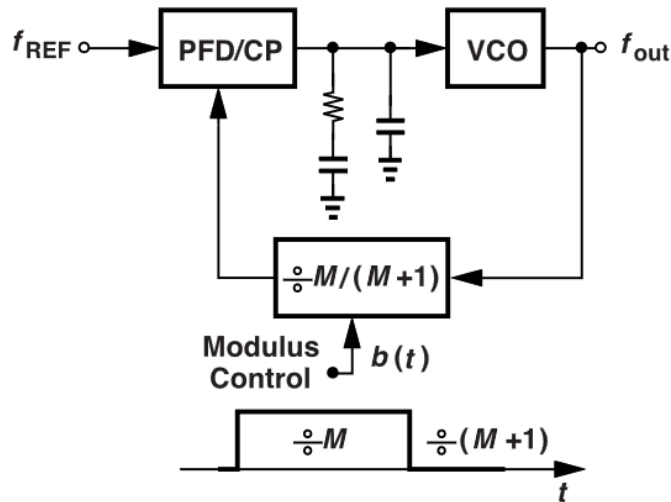 fREF
PFD/CP
VCO
fout
÷M/(M+1)
Modulus
Control
b(t)
÷M
÷(M+1)
t